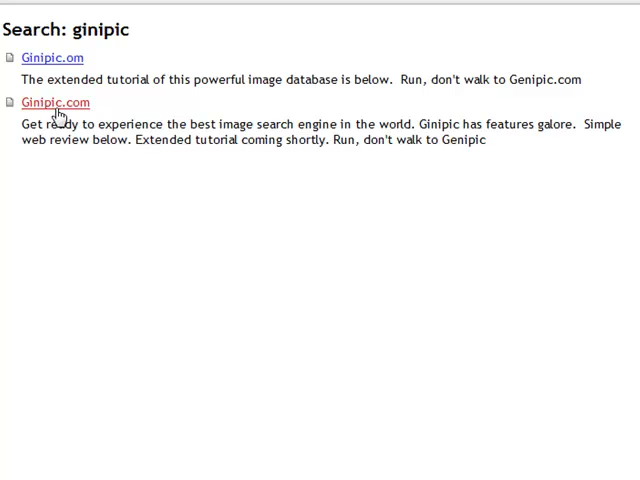 Search: ginipic
Ginipic.om
The extended tutorial of this powerful image database is below. Run, don't walk to Genipic.com
Ginipic.com
Get ready to experience the best image search engine in the world. Ginipic has features galore. Simple
web review below. Extended tutorial coming shortly. Run, don't walk to Genipic